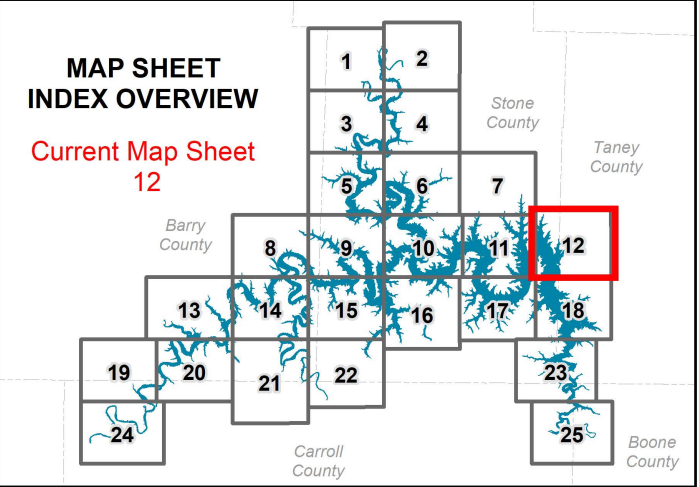 MAP SHEET
INDEX OVERVIEW
Current Map Sheet
12
1
2
3
4
Stone
County
Taney
County
5
6
7
Barry
County
8
9
10
11
12
13
14
15
16
17
18
19
20
21
22
23
24
25
Carroll
County
Boone
County